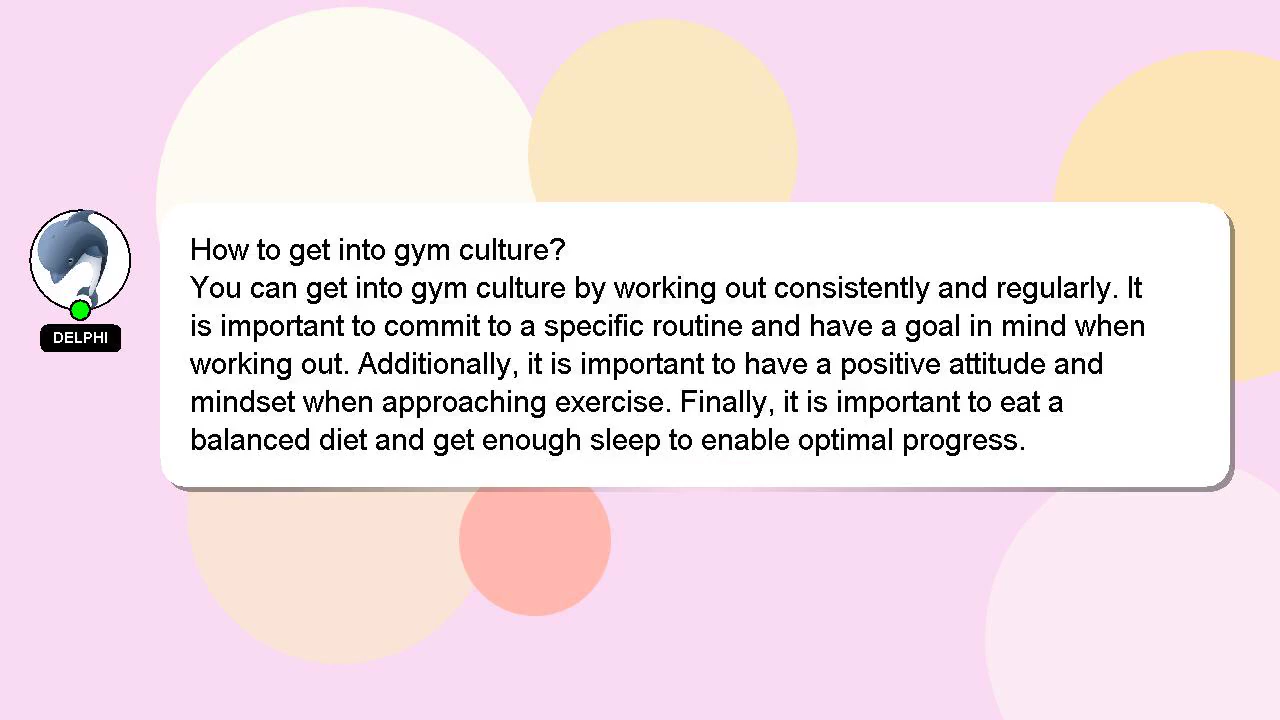 How to get into gym culture?
You can get into gym culture by working out consistently and regularly. It
is important to commit to a specific routine and have a goal in mind when
working out. Additionally, it is important to have a positive attitude and
mindset when approaching exercise. Finally, it is important to eat a
balanced diet and get enough sleep to enable optimal progress.
DELPHI